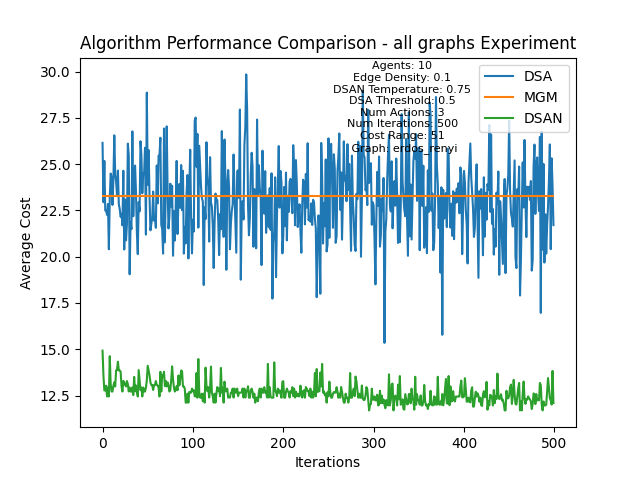 Algorithm Performance Comparison - all graphs Experiment
Agents: 10
Edge Density: 0.1
DSAN Temperature: 0.75
DSA Threshold: 0.5
Num Actions: 3
Num Iterations: 500
Cost Range: 51
Graph: erdos_renyi
DSA
MGM
DSAN
Average Cost
30.0
27.5
25.0
22.5
20.0
17.5
15.0
12.5
0
100
200
300
400
500
Iterations